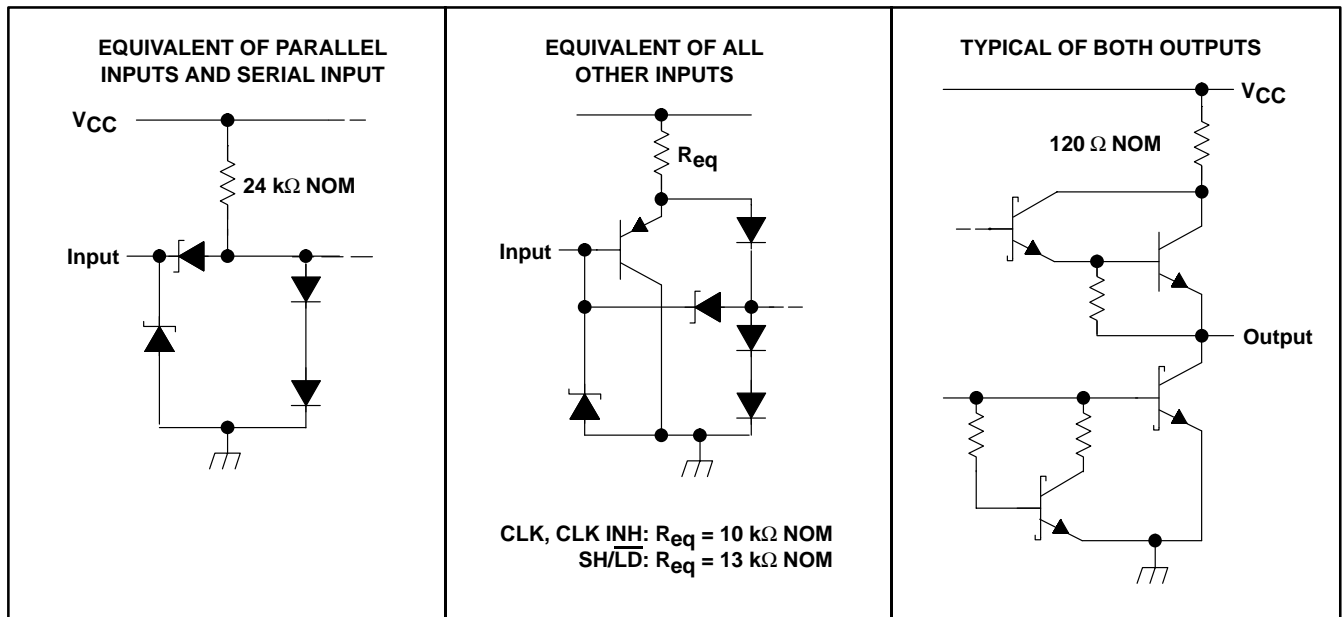 EQUIVALENT OF PARALLEL
INPUTS AND SERIAL INPUT
VCC
24 kΩ NOM
Input
EQUIVALENT OF ALL
OTHER INPUTS
Req
Input
CLK, CLK INH: Req = 10 kΩ NOM
SH/L̅D̅: Req = 13 kΩ NOM
TYPICAL OF BOTH OUTPUTS
VCC
120 Ω NOM
Output